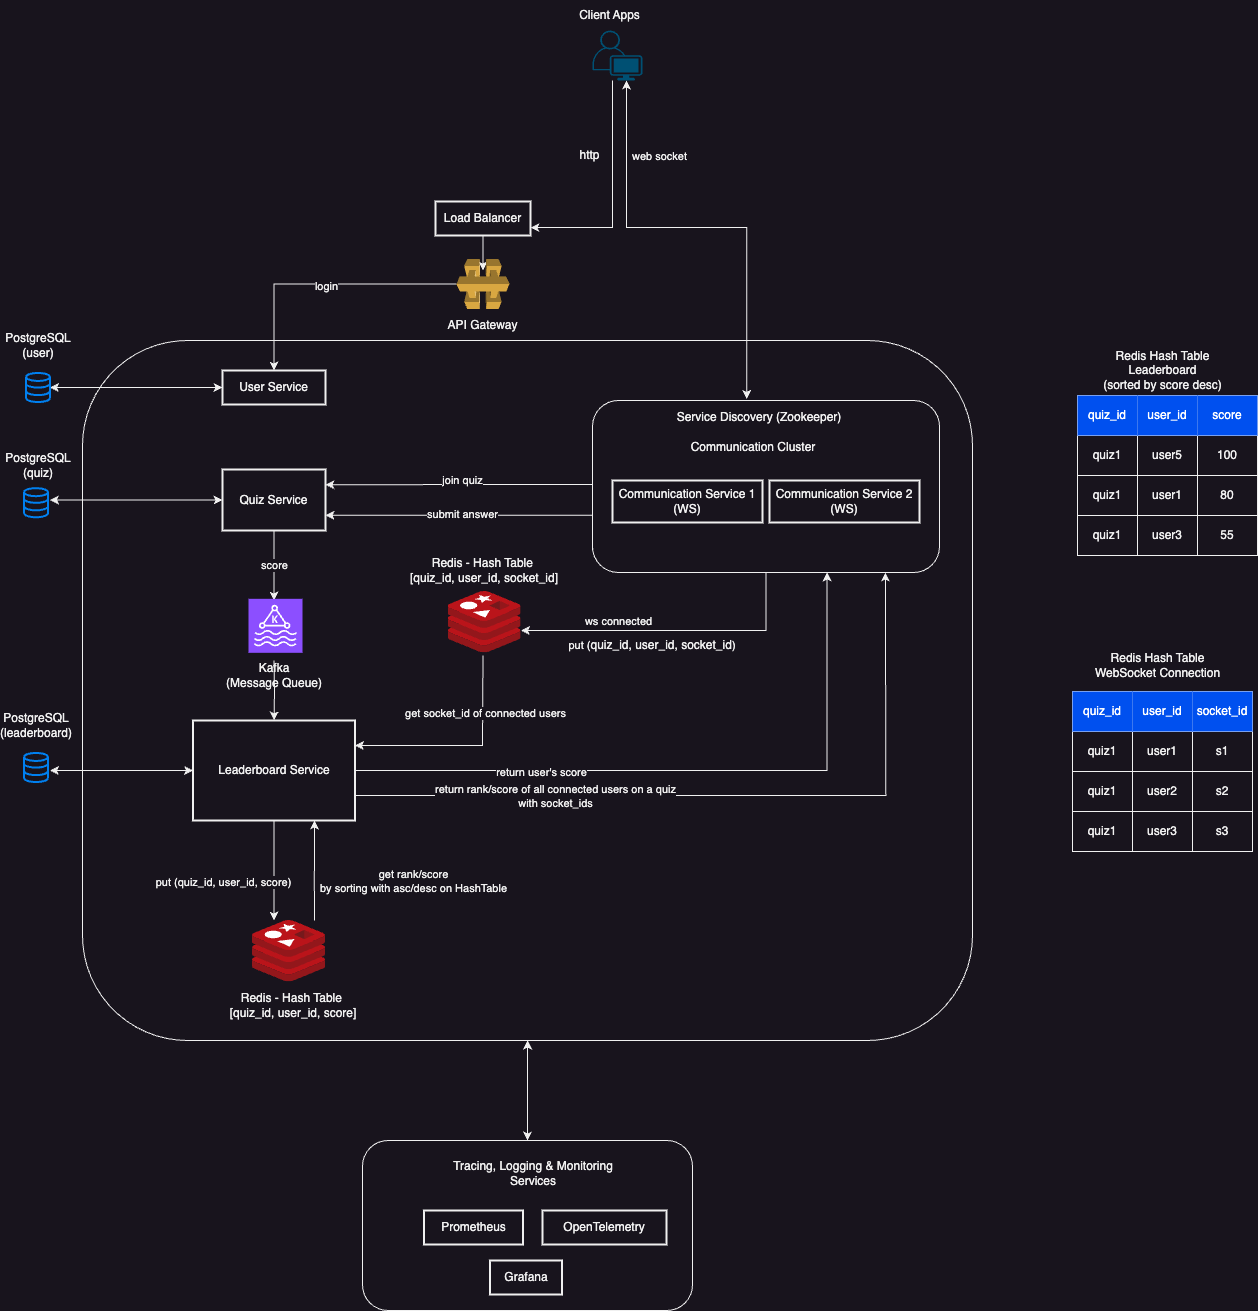 Client Apps
http
web socket
Load Balancer
login
API Gateway
PostgreSQL
(user)
User Service
PostgreSQL
(quiz)
Quiz Service
join quiz
submit answer
Service Discovery (Zookeeper)
Communication Cluster
Communication Service 1
(WS)
Communication Service 2
(WS)
score
K
Kafka
(Message Queue)
Redis - Hash Table
[quiz_id, user_id, socket_id]
ws connected
put (quiz_id, user_id, socket_id)
get socket_id of connected users
PostgreSQL
(leaderboard)
Leaderboard Service
return user's score
return rank/score of all connected users on a quiz
with socket_ids
put (quiz_id, user_id, score)
get rank/score
by sorting with asc/desc on HashTable
Redis - Hash Table
[quiz_id, user_id, score]
Tracing, Logging & Monitoring
Services
Prometheus
OpenTelemetry
Grafana
Redis Hash Table
Leaderboard
(sorted by score desc)
quiz_id user_id score
quiz1 user5 100
quiz1 user1 80
quiz1 user3 55
Redis Hash Table
WebSocket Connection
quiz_id user_id socket_id
quiz1 user1 s1
quiz1 user2 s2
quiz1 user3 s3